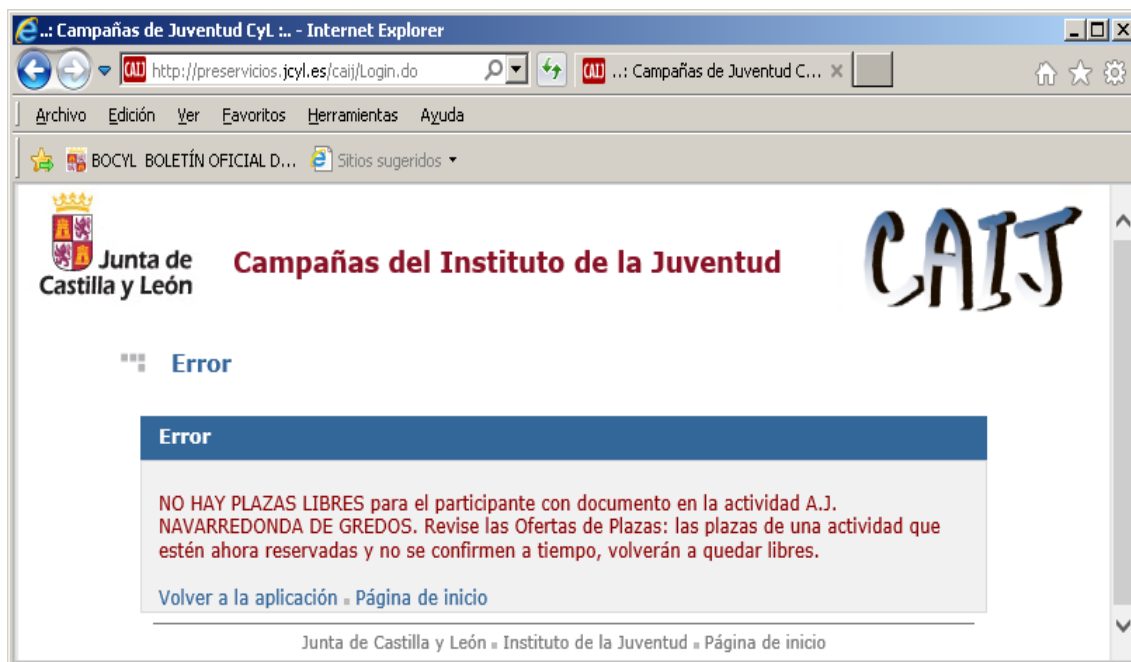 ..: Campañas de Juventud CyL :.. - Internet Explorer
CAIJ http://preservicios.jcyl.es/caij/Login.do
CAIJ ..: Campañas de Juventud C...
Archivo Edición Ver Favoritos Herramientas Ayuda
BOCYL BOLETÍN OFICIAL D... Sitios sugeridos
Junta de
Castilla y León
Campañas del Instituto de la Juventud
CAIJ
Error
Error
NO HAY PLAZAS LIBRES para el participante con documento en la actividad A.J.
NAVARREDONDA DE GREDOS. Revise las Ofertas de Plazas: las plazas de una actividad que
estén ahora reservadas y no se confirmen a tiempo, volverán a quedar libres.
Volver a la aplicación Página de inicio
Junta de Castilla y León Instituto de la Juventud Página de inicio